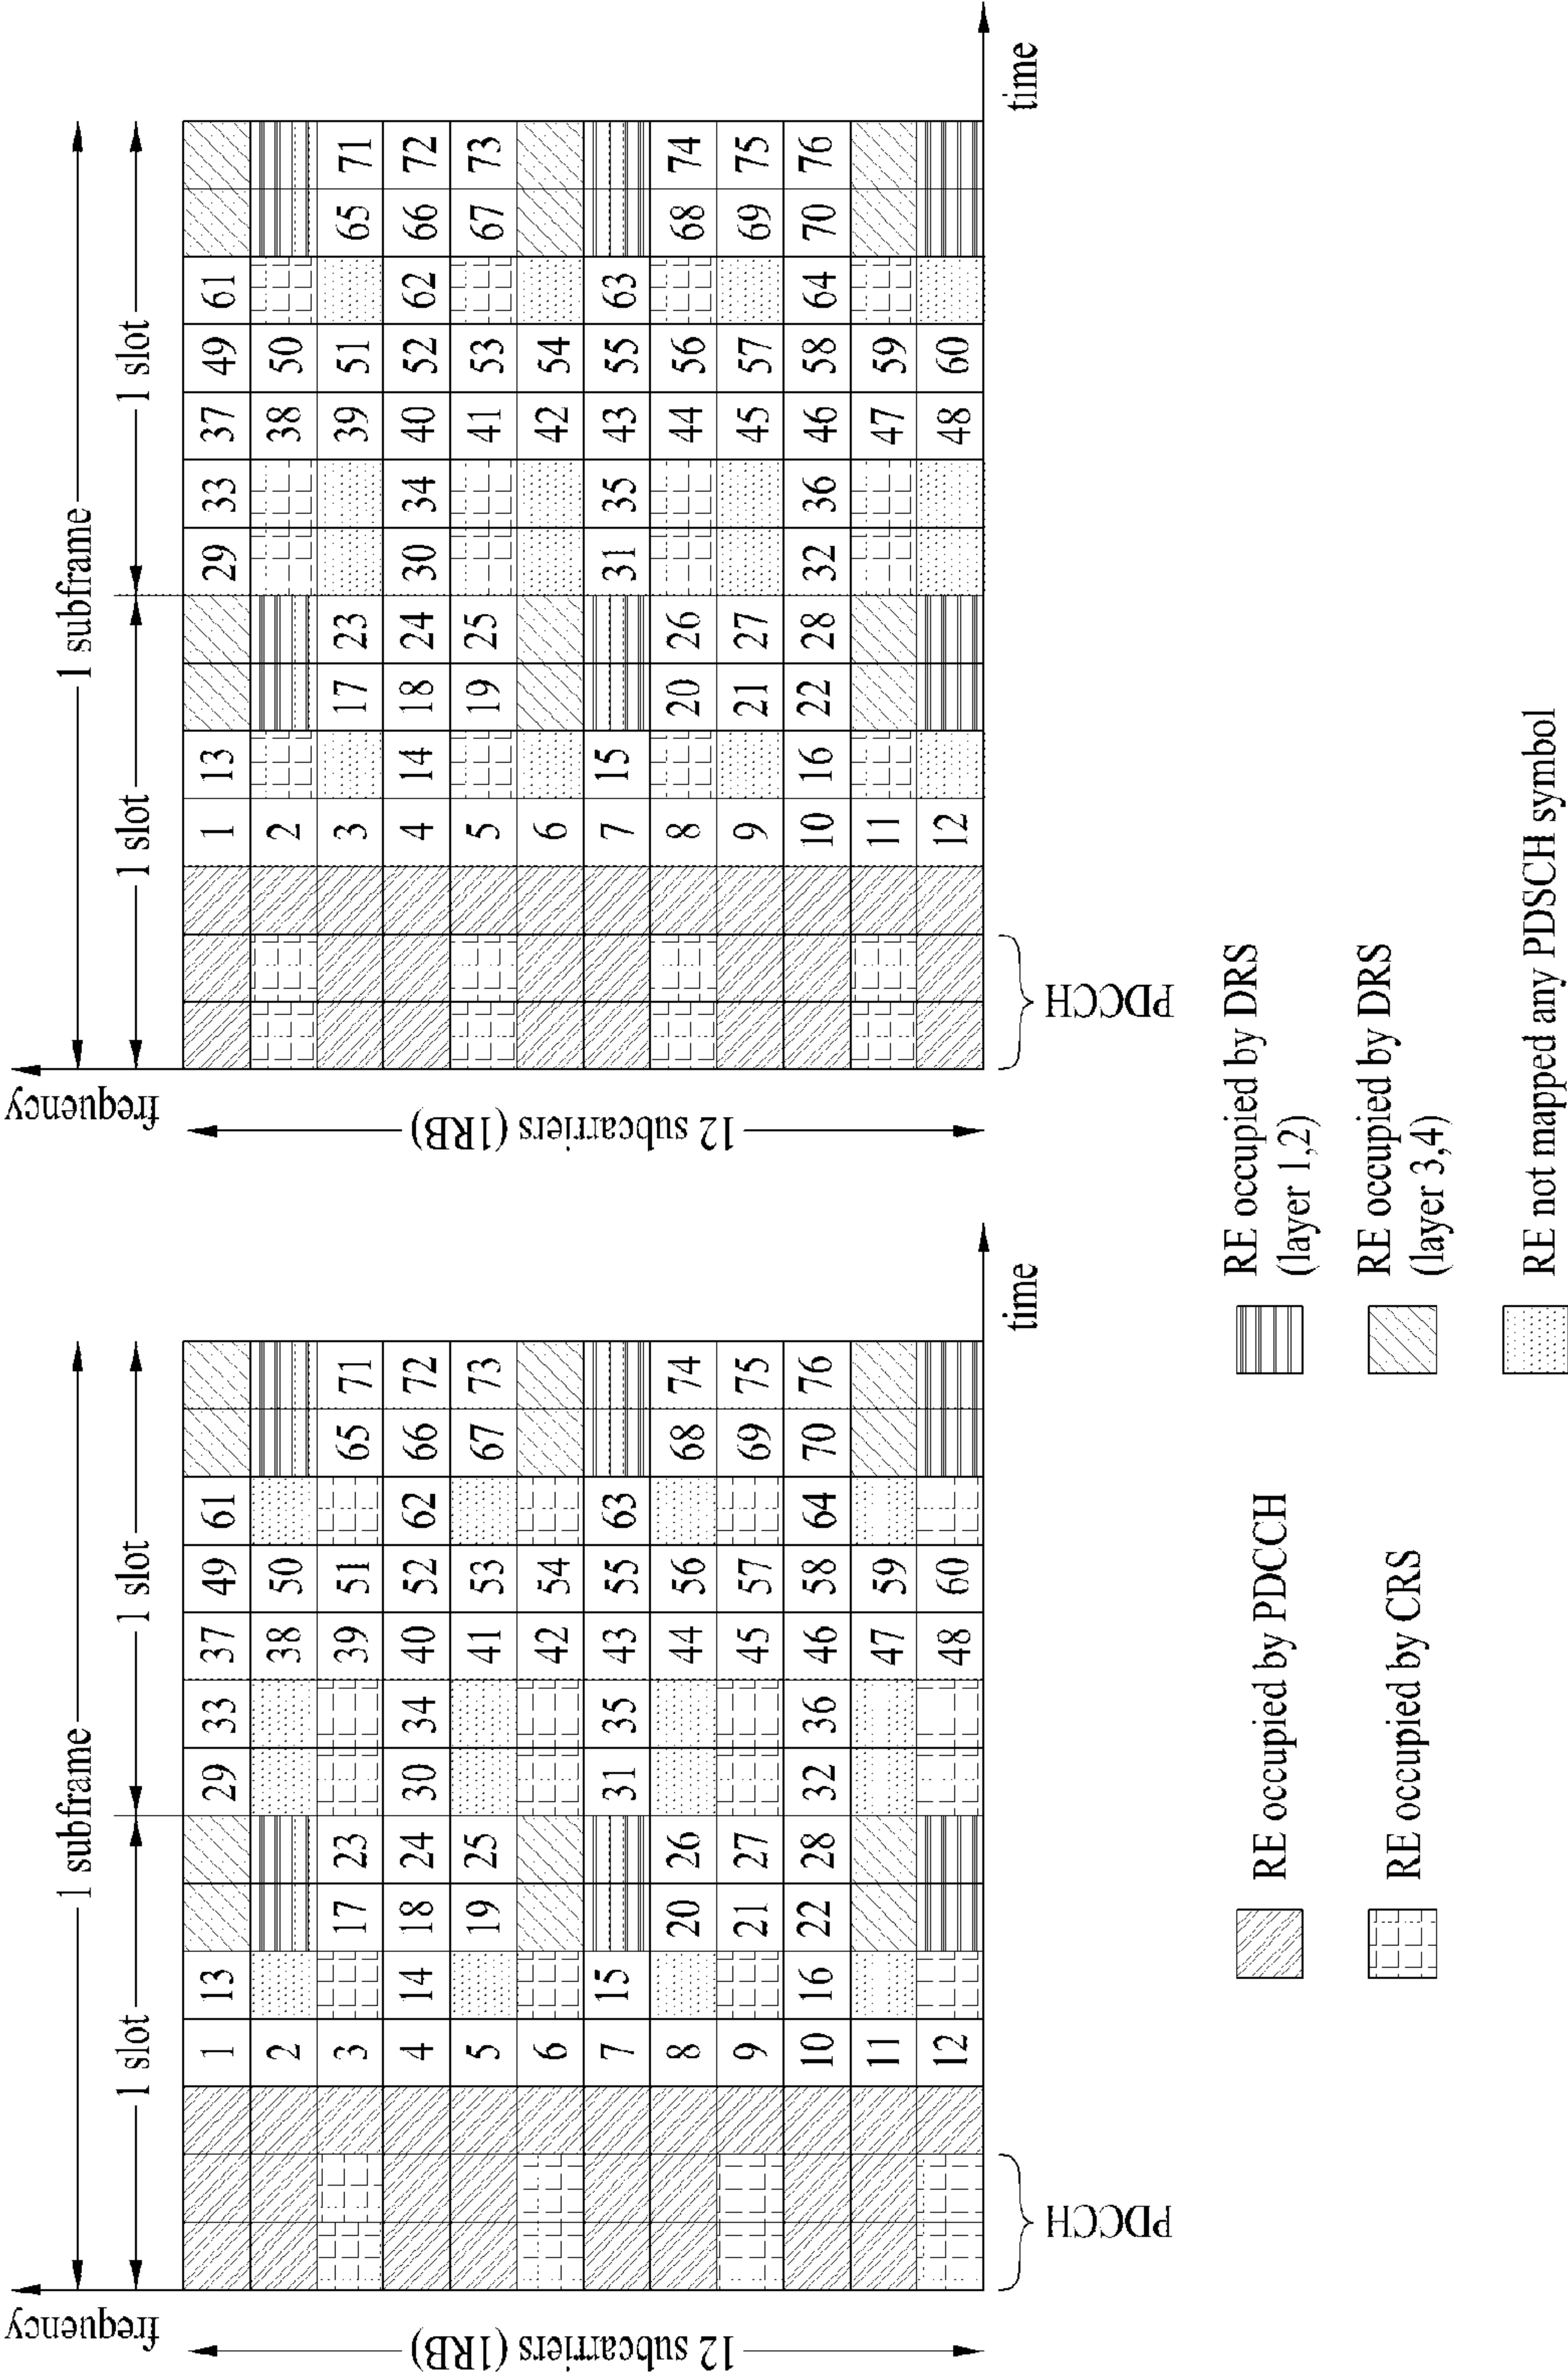 frequency
1 subframe
1 slot 1 slot
12 subcarriers (1RB)
1 13 29 33 37 49 61
2 38 50
3 17 23 39 51 65 71
4 14 18 24 30 34 40 52 62 66 72
5 19 25 41 53 67 73
6 42 54
7 15 31 35 43 55 63
8 20 26 44 56 68 74
9 21 27 45 57 69 75
10 16 22 28 32 36 46 58 64 70 76
11 47 59
12 48 60
time
PDCCH
frequency
1 subframe
1 slot 1 slot
12 subcarriers (1RB)
1 13 29 33 37 49 61
2 38 50
3 17 23 39 51 65 71
4 14 18 24 30 34 40 52 62 66 72
5 19 25 41 53 67 73
6 42 54
7 15 31 35 43 55 63
8 20 26 44 56 68 74
9 21 27 45 57 69 75
10 16 22 28 32 36 46 58 64 70 76
11 47 59
12 48 60
time
PDCCH
RE occupied by PDCCH
RE occupied by DRS
(layer 1,2)
RE occupied by CRS
RE occupied by DRS
(layer 3,4)
RE not mapped any PDSCH symbol